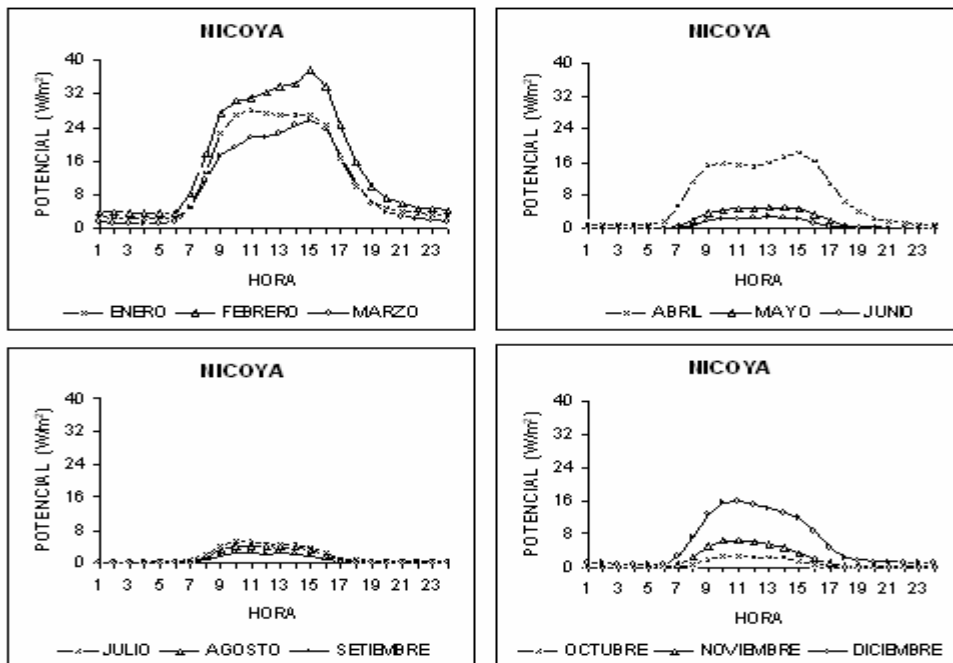 NICOYA
POTENCIAL (W/m²)
40
32
24
16
8
0
1 3 5 7 9 11 13 15 17 19 21 23
HORA
ENERO FEBRERO MARZO
NICOYA
POTENCIAL (W/m²)
40
32
24
16
8
0
1 3 5 7 9 11 13 15 17 19 21 23
HORA
ABRIL MAYO JUNIO
NICOYA
POTENCIAL (W/m²)
40
32
24
16
8
0
1 3 5 7 9 11 13 15 17 19 21 23
HORA
JULIO AGOSTO SETIEMBRE
NICOYA
POTENCIAL (W/m²)
40
32
24
16
8
0
1 3 5 7 9 11 13 15 17 19 21 23
HORA
OCTUBRE NOVIEMBRE DICIEMBRE